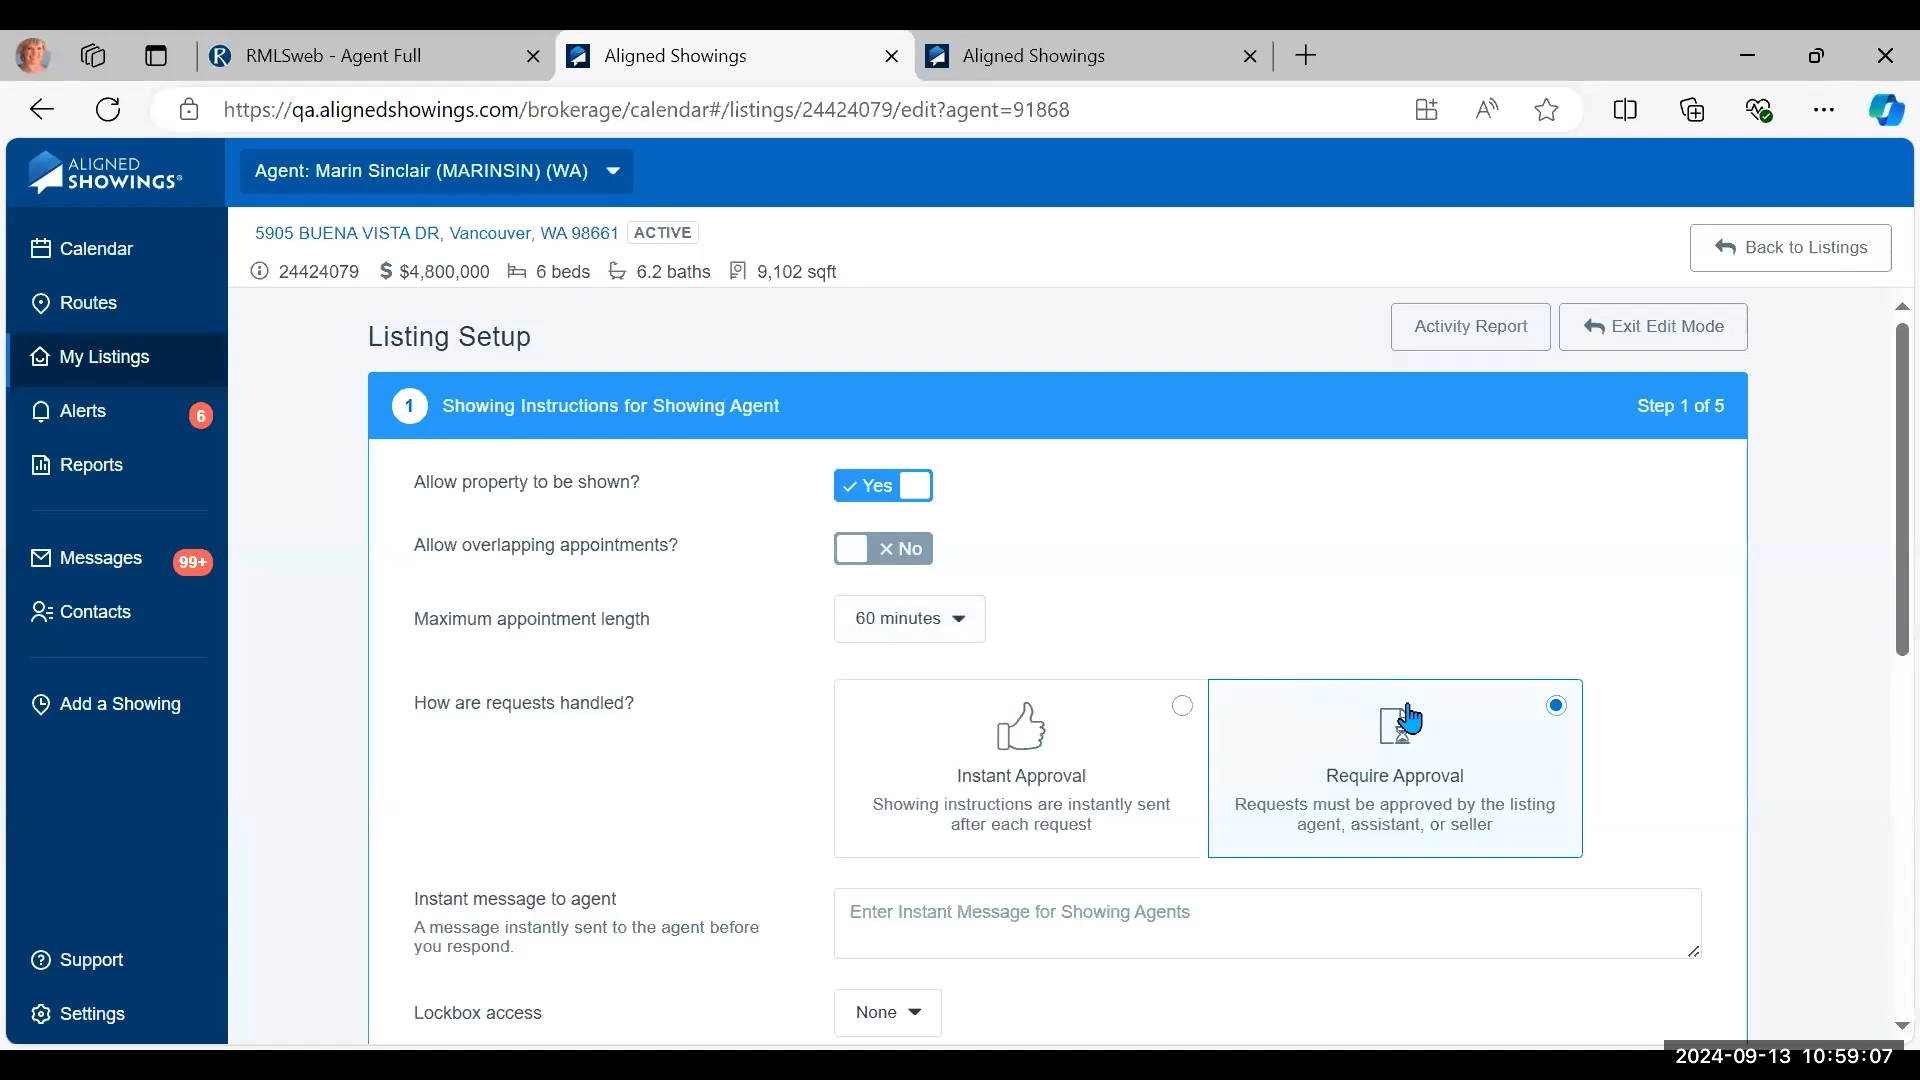 RMLSweb - Agent Full
Aligned Showings
Aligned Showings
https://qa.alignedshowings.com/brokerage/calendar#/listings/24424079/edit?agent=91868
ALIGNED
SHOWINGS®
Agent: Marin Sinclair (MARINSIN) (WA)
Calendar
Routes
My Listings
Alerts
6
Reports
Messages
99+
Contacts
Add a Showing
Support
Settings
5905 BUENA VISTA DR, Vancouver, WA 98661 ACTIVE
24424079 $ $4,800,000 6 beds 6.2 baths 9,102 sqft
Back to Listings
Listing Setup
Activity Report
Exit Edit Mode
1 Showing Instructions for Showing Agent Step 1 of 5
Allow property to be shown? Yes
Allow overlapping appointments? No
Maximum appointment length 60 minutes
How are requests handled?
Instant Approval
Showing instructions are instantly sent
after each request
Require Approval
Requests must be approved by the listing
agent, assistant, or seller
Instant message to agent
A message instantly sent to the agent before
you respond.
Enter Instant Message for Showing Agents
Lockbox access None
2024-09-13 10:59:07